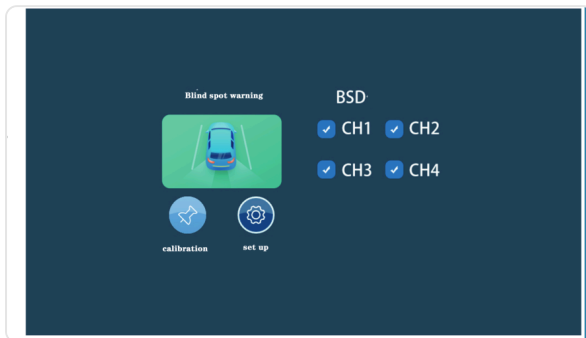 Blind spot warning
BSD
CH1 CH2
CH3 CH4
calibration set up